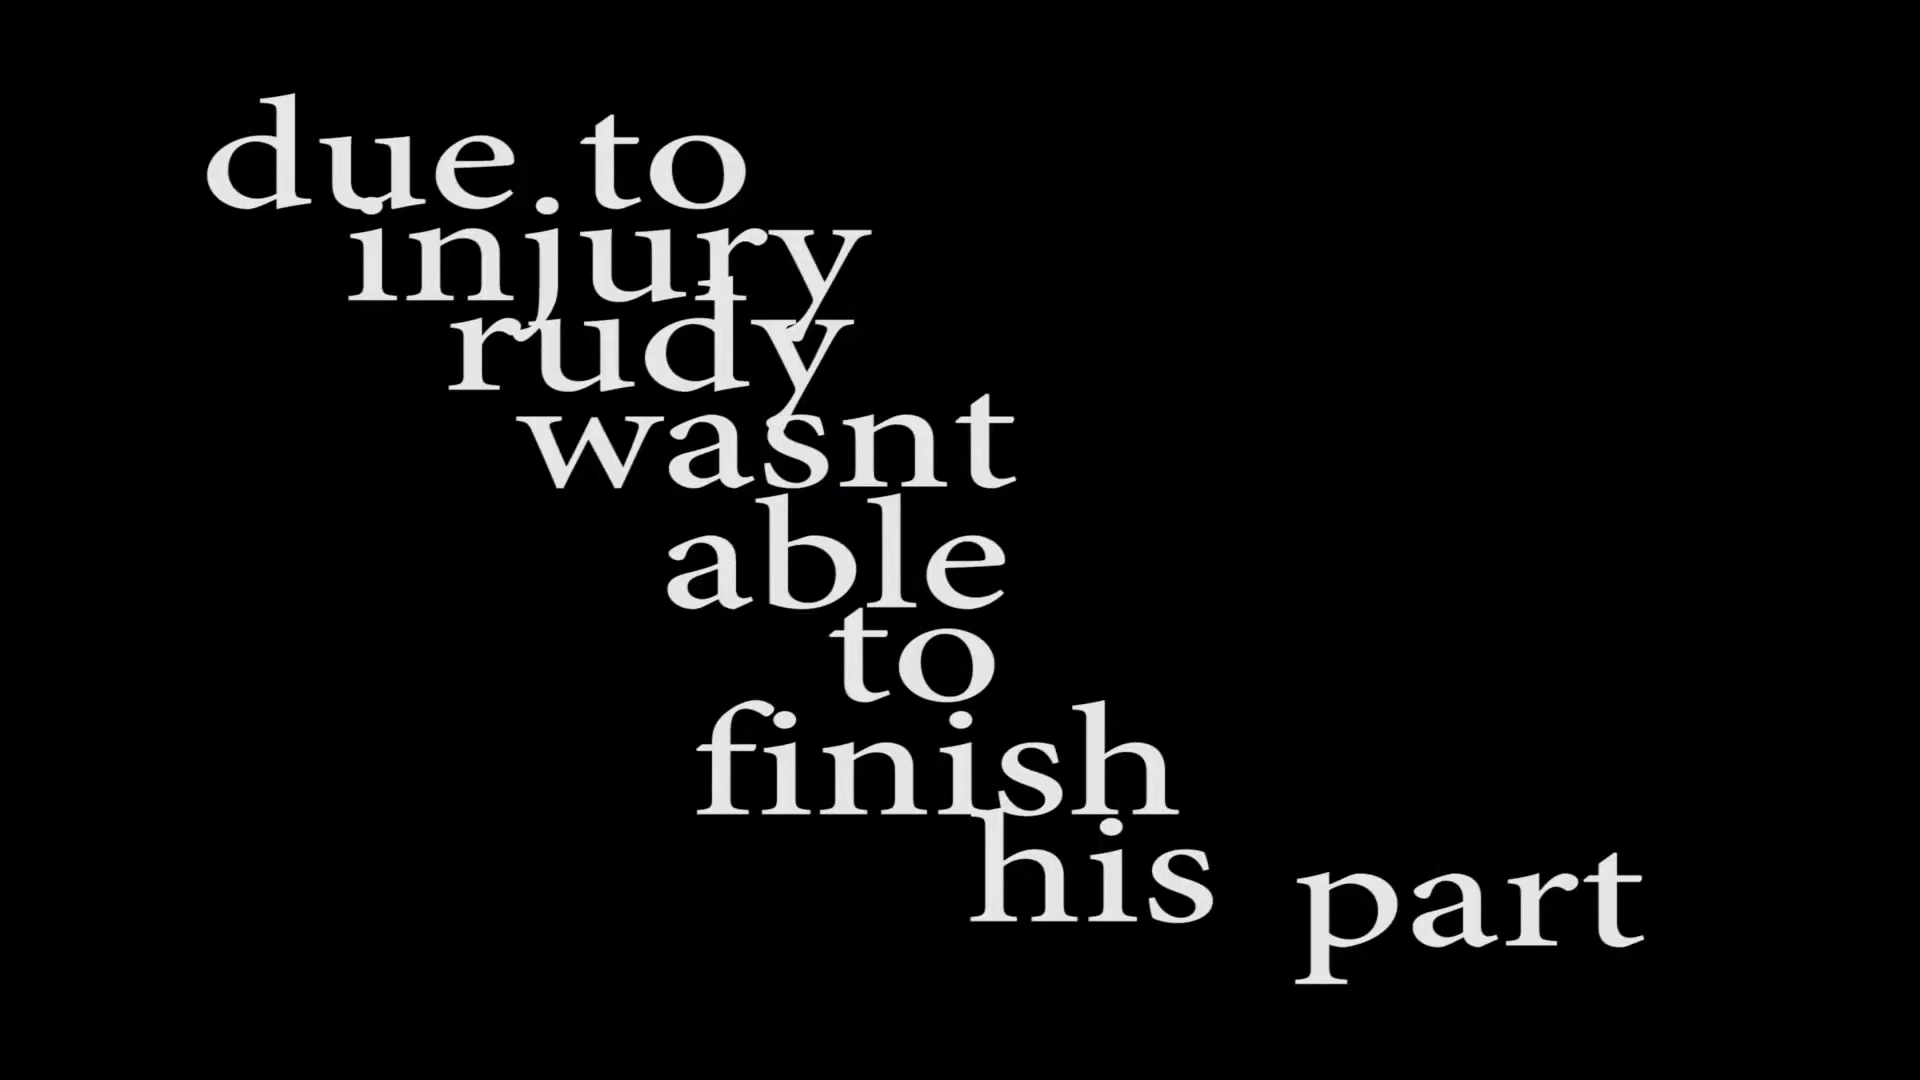 due to
injury
rudy
wasnt
able
to
finish
his part